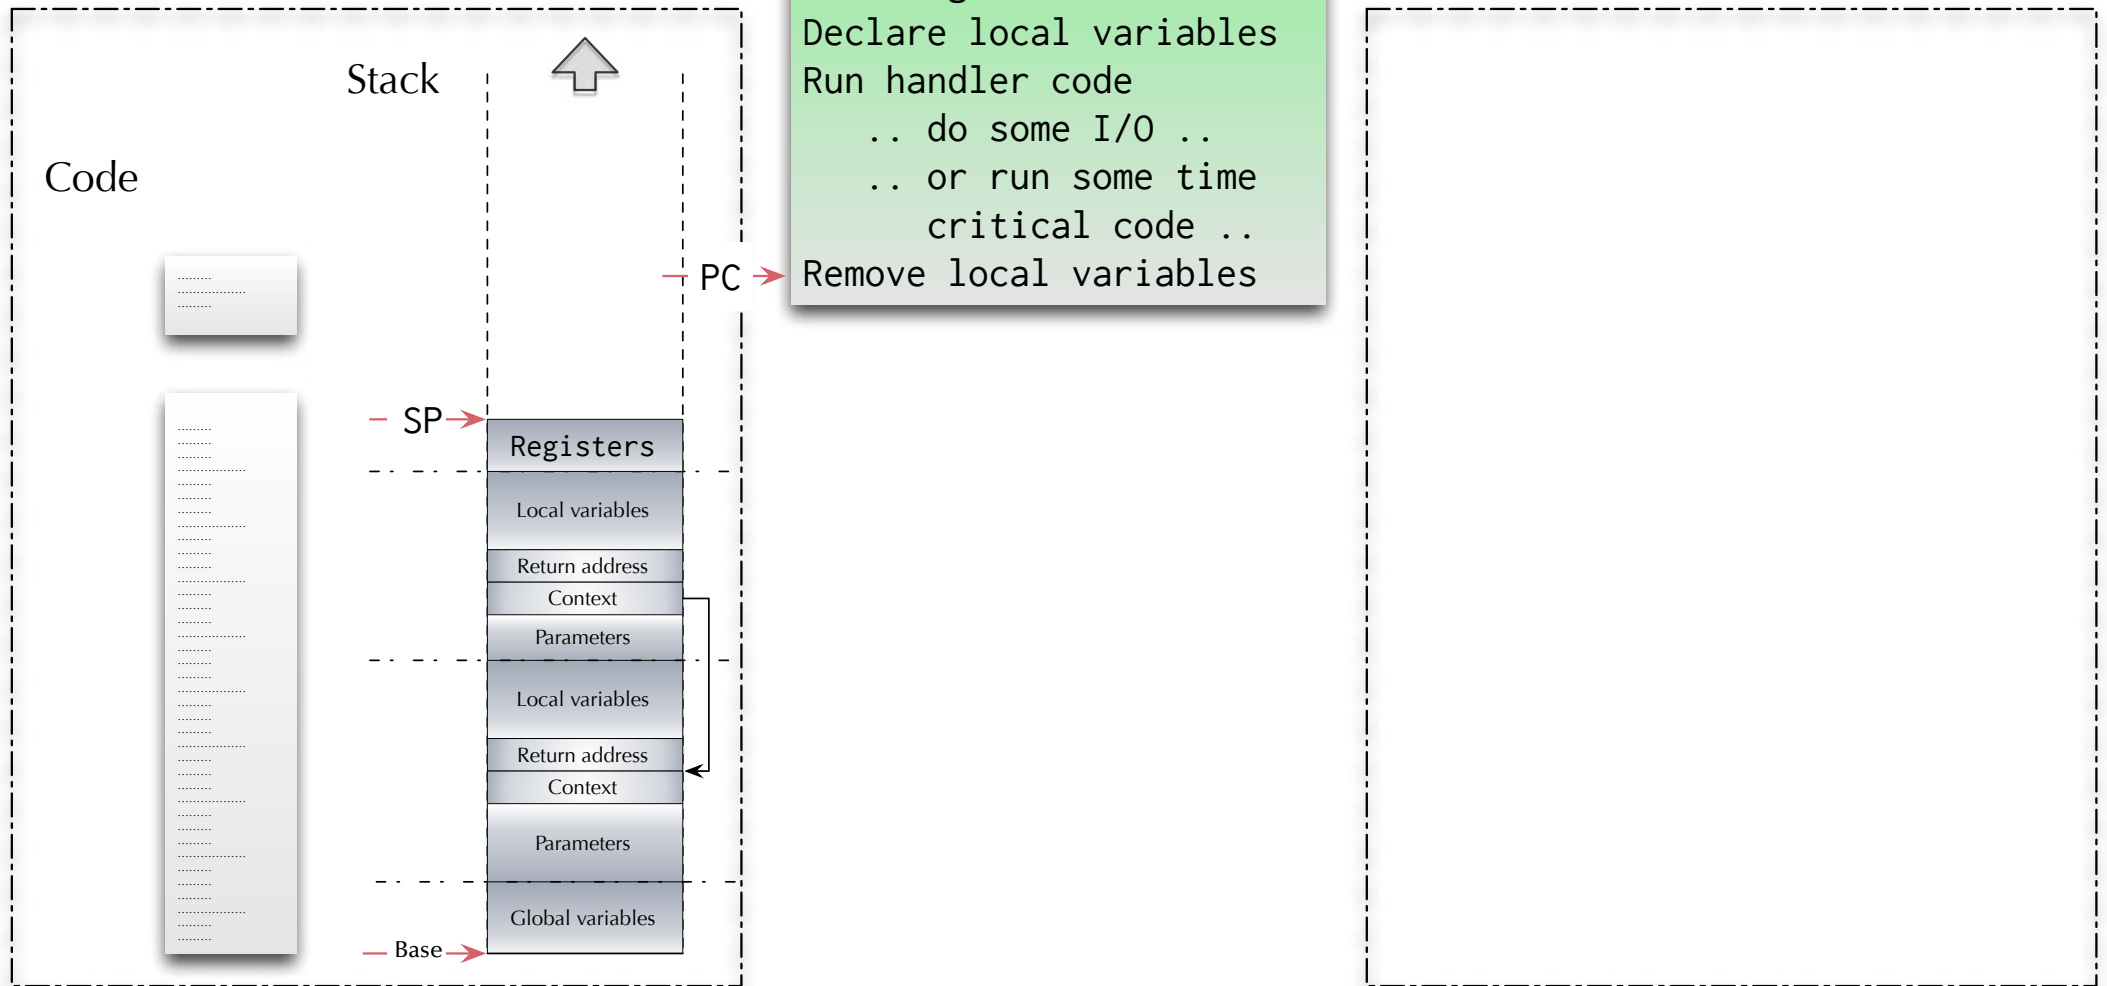 Declare local variables
Run handler code
.. do some I/O ..
.. or run some time
critical code ..
Remove local variables
Stack
Code
PC
SP
Registers
Local variables
Return address
Context
Parameters
Local variables
Return address
Context
Parameters
Global variables
Base